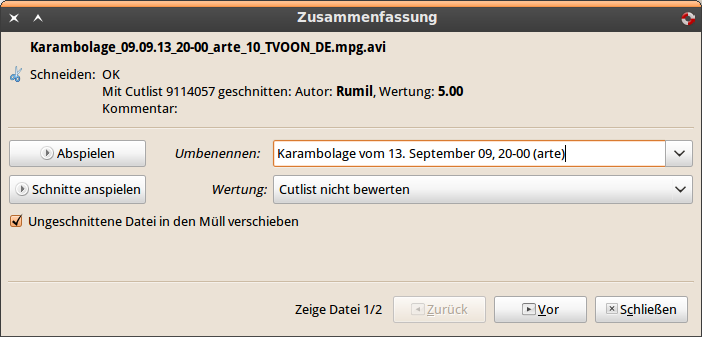 Zusammenfassung
Karambolage_09.09.13_20-00_arte_10_TVOON_DE.mpg.avi
Schneiden: OK
Mit Cutlist 9114057 geschnitten: Autor: Rumil, Wertung: 5.00
Kommentar:
Abspielen Umbenennen: Karambolage vom 13. September 09, 20-00 (arte)
Schnitte anspielen Wertung: Cutlist nicht bewerten
Ungeschnittene Datei in den Müll verschieben
Zeige Datei 1/2 Zurück Vor Schließen